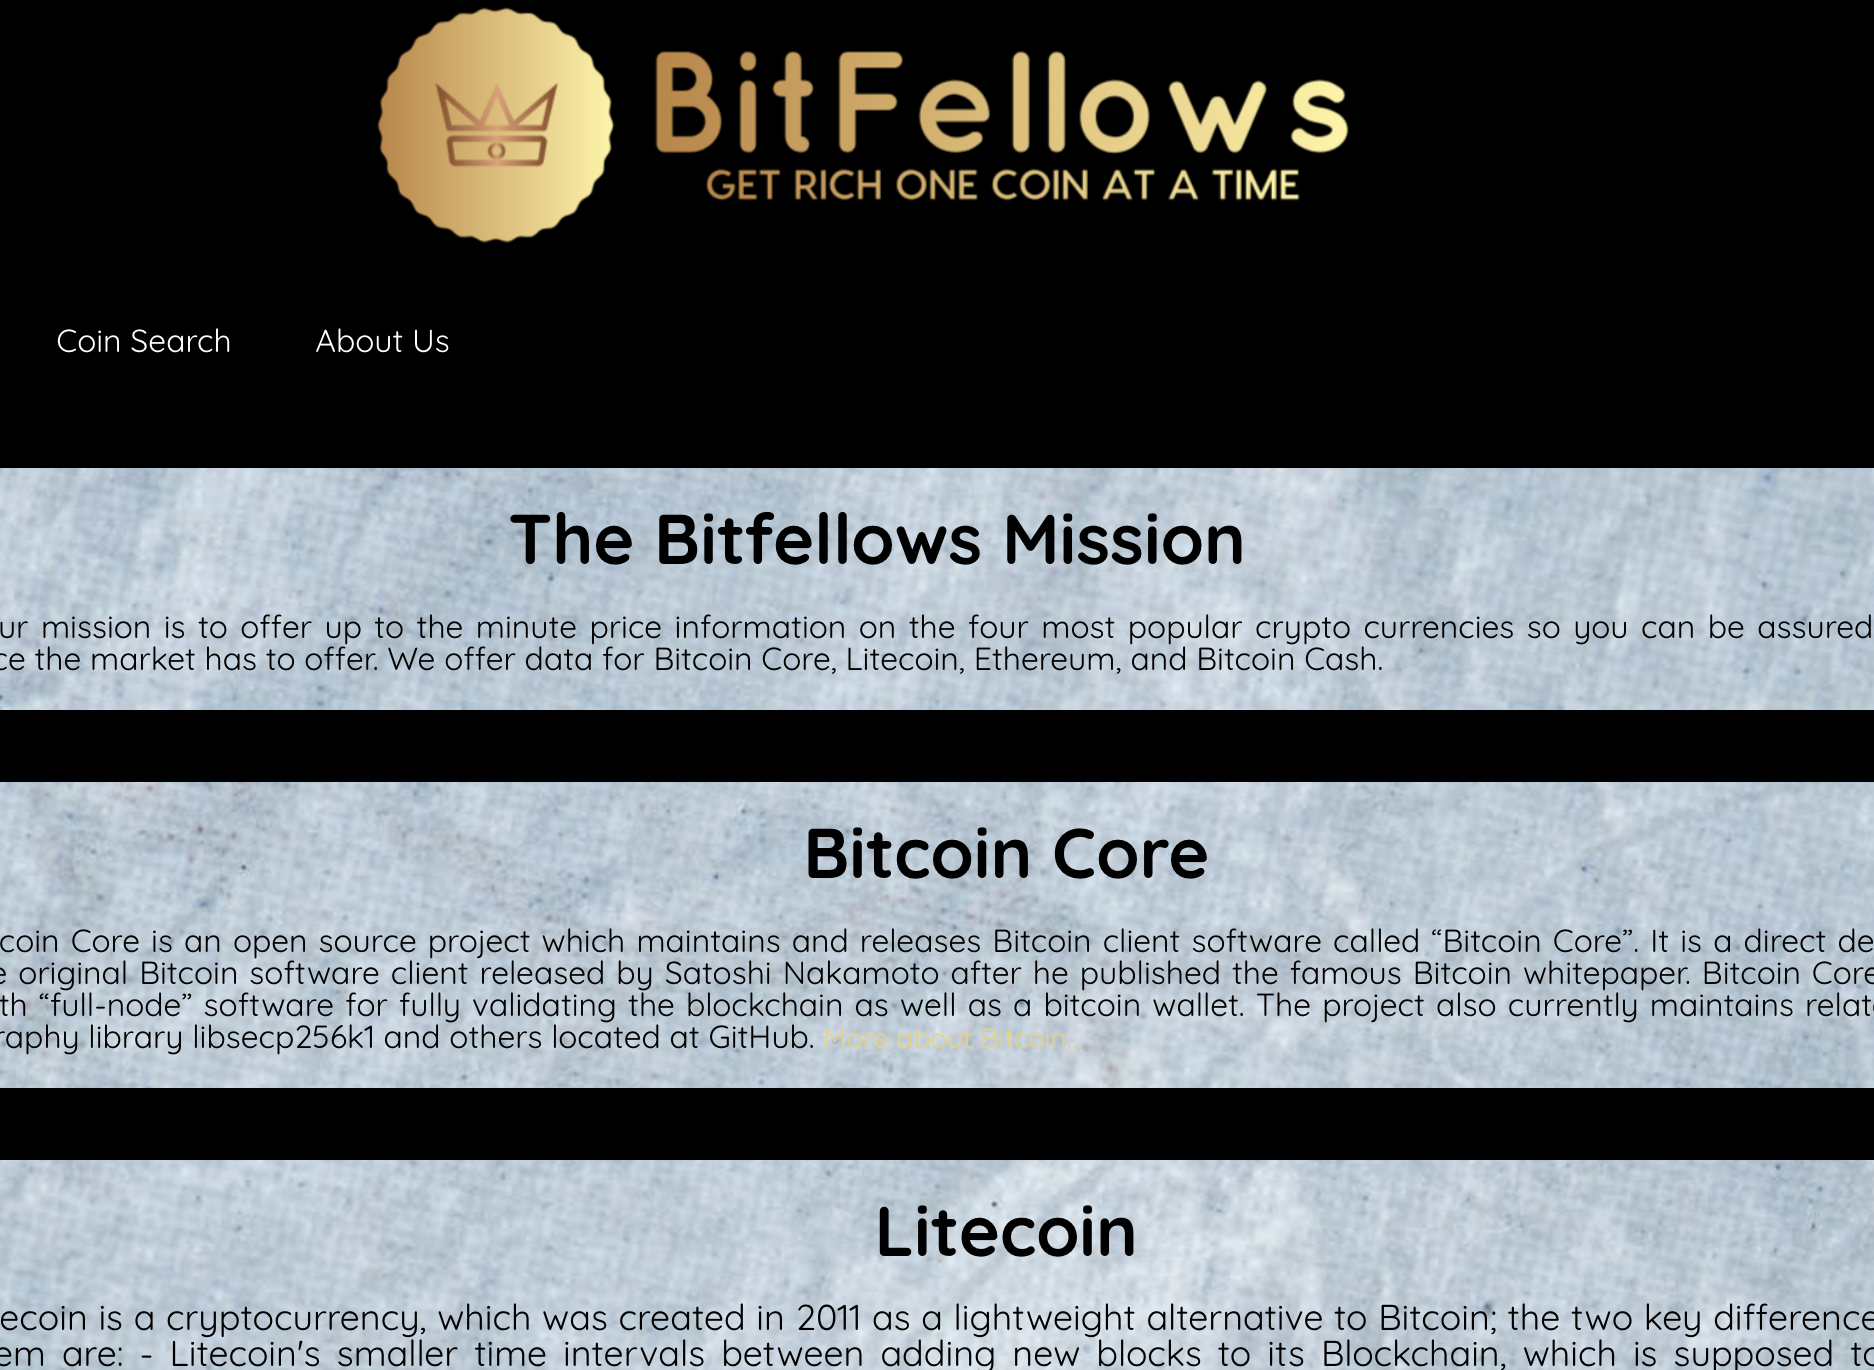 BitFellows
GET RICH ONE COIN AT A TIME
Coin Search About Us
The Bitfellows Mission
ur mission is to offer up to the minute price information on the four most popular crypto currencies so you can be assured
ce the market has to offer. We offer data for Bitcoin Core, Litecoin, Ethereum, and Bitcoin Cash.
Bitcoin Core
coin Core is an open source project which maintains and releases Bitcoin client software called “Bitcoin Core”. It is a direct de
e original Bitcoin software client released by Satoshi Nakamoto after he published the famous Bitcoin whitepaper. Bitcoin Core
th “full-node” software for fully validating the blockchain as well as a bitcoin wallet. The project also currently maintains relat
raphy library libsecp256k1 and others located at GitHub. More about Bitcoin...
Litecoin
ecoin is a cryptocurrency, which was created in 2011 as a lightweight alternative to Bitcoin; the two key difference
em are: - Litecoin's smaller time intervals between adding new blocks to its Blockchain, which is supposed to